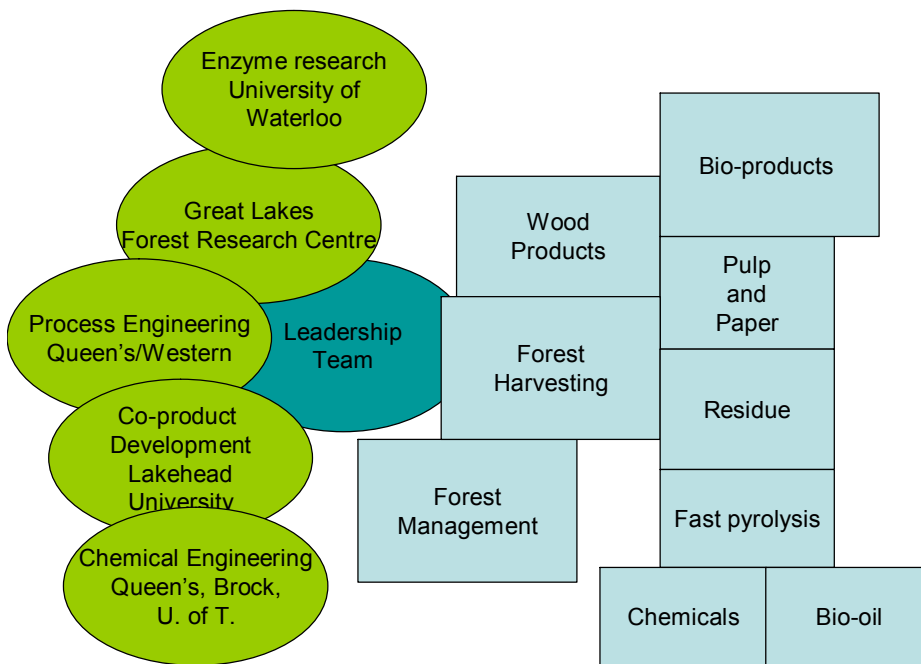 Enzyme research
University of
Waterloo
Great Lakes
Forest Research Centre
Process Engineering
Queen's/Western
Leadership
Team
Co-product
Development
Lakehead
University
Chemical Engineering
Queen's, Brock,
U. of T.
Wood
Products
Forest
Harvesting
Forest
Management
Bio-products
Pulp
and
Paper
Residue
Fast pyrolysis
Chemicals
Bio-oil